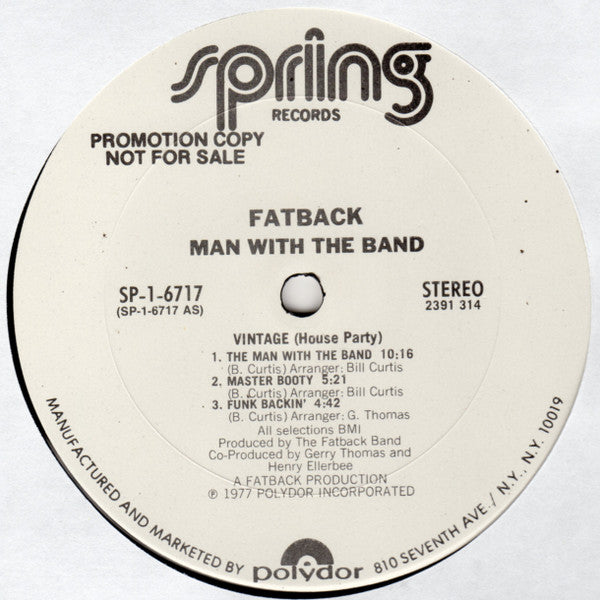 spring
RECORDS
PROMOTION COPY
NOT FOR SALE
FATBACK
MAN WITH THE BAND
SP-1-6717
(SP-1-6717 AS)
STEREO
2391 314
VINTAGE (House Party)
1. THE MAN WITH THE BAND 10:16
(B. Curtis) Arranger: Bill Curtis
2. MASTER BOOTY 5:21
(B. Curtis) Arranger: Bill Curtis
3. FUNK BACKIN' 4:42
(B. Curtis) Arranger: G. Thomas
All selections BMI
Produced by The Fatback Band
Co-Produced by Gerry Thomas and
Henry Ellerbee
A FATBACK PRODUCTION
℗ 1977 POLYDOR INCORPORATED
MANUFACTURED AND MARKETED BY polydor 810 SEVENTH AVE./ N.Y., N.Y. 10019